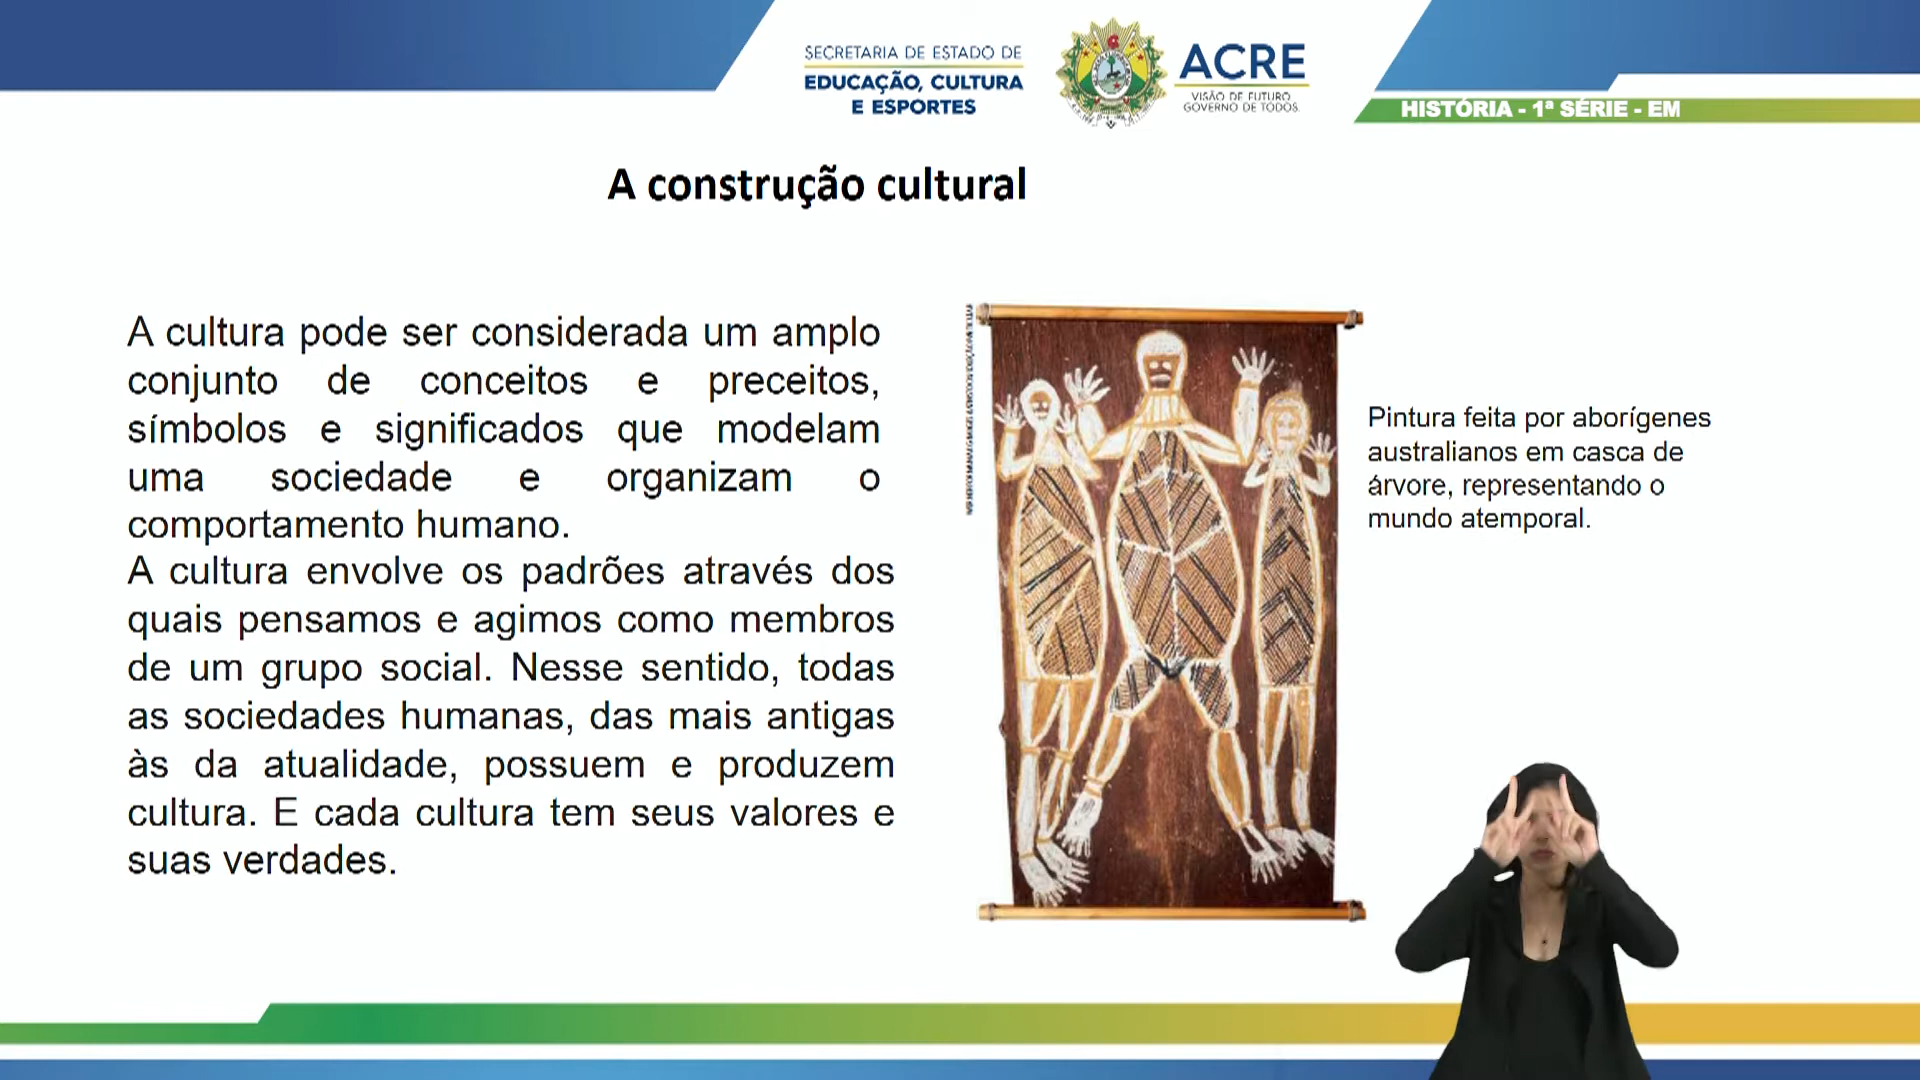 SECRETARIA DE ESTADO DE
EDUCAÇÃO, CULTURA
E ESPORTES
ACRE
VISÃO DE FUTURO
GOVERNO DE TODOS
HISTÓRIA - 1ª SÉRIE - EM
A construção cultural
A cultura pode ser considerada um amplo
conjunto de conceitos e preceitos,
símbolos e significados que modelam
uma sociedade e organizam o
comportamento humano.
A cultura envolve os padrões através dos
quais pensamos e agimos como membros
de um grupo social. Nesse sentido, todas
as sociedades humanas, das mais antigas
às da atualidade, possuem e produzem
cultura. E cada cultura tem seus valores e
suas verdades.
Pintura feita por aborígenes
australianos em casca de
árvore, representando o
mundo atemporal.